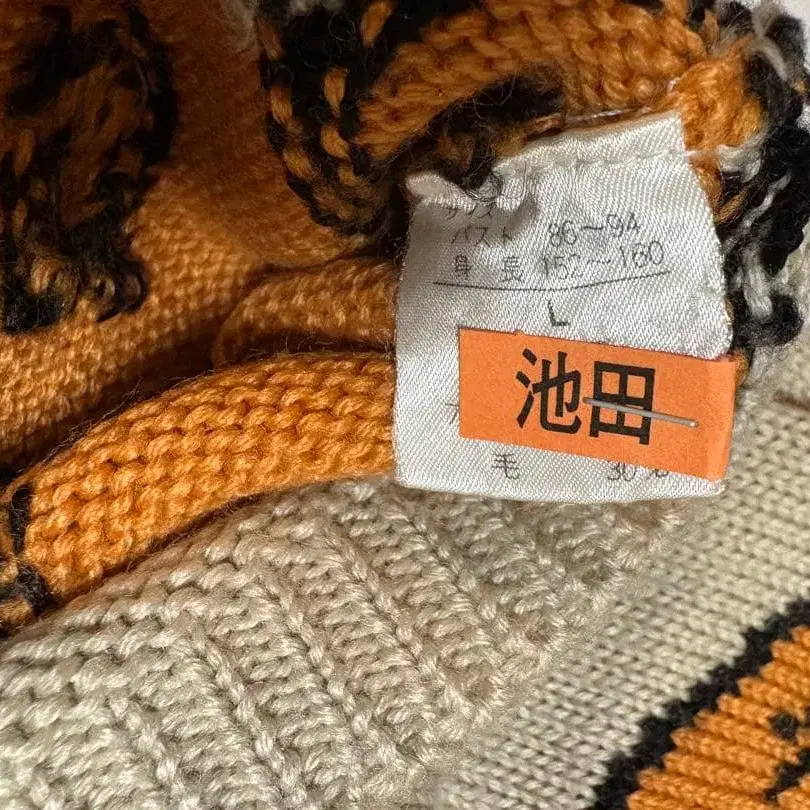 サイズ
バスト 86～94
身長 152～160
L
池田
毛 30%